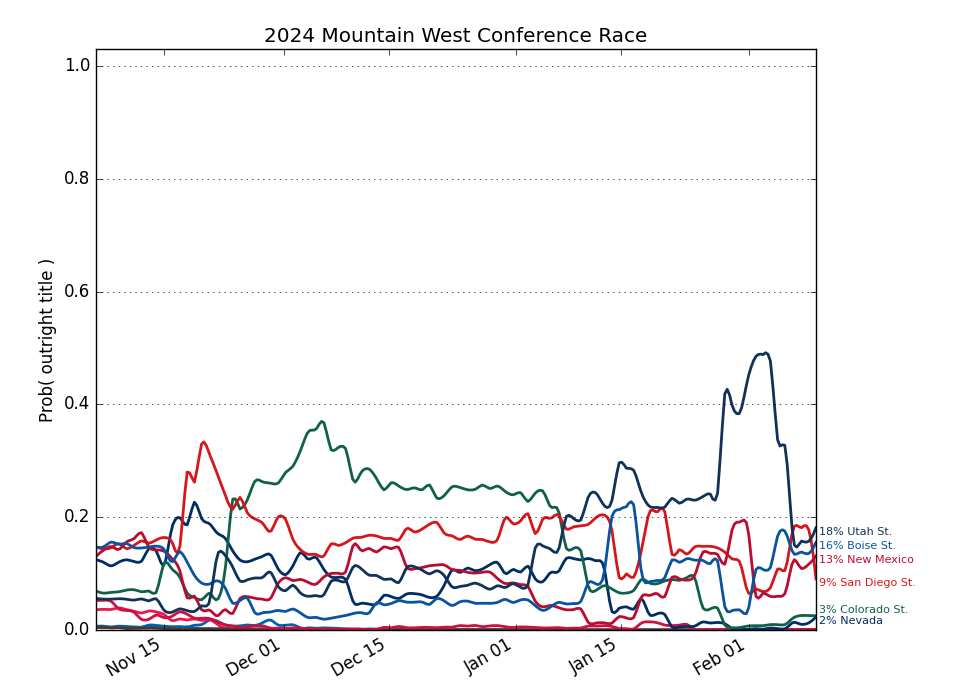 2024 Mountain West Conference Race
Prob( outright title )
1.0
0.8
0.6
0.4
0.2
0.0
18% Utah St.
16% Boise St.
13% New Mexico
9% San Diego St.
3% Colorado St.
2% Nevada
Nov 15
Dec 01
Dec 15
Jan 01
Jan 15
Feb 01